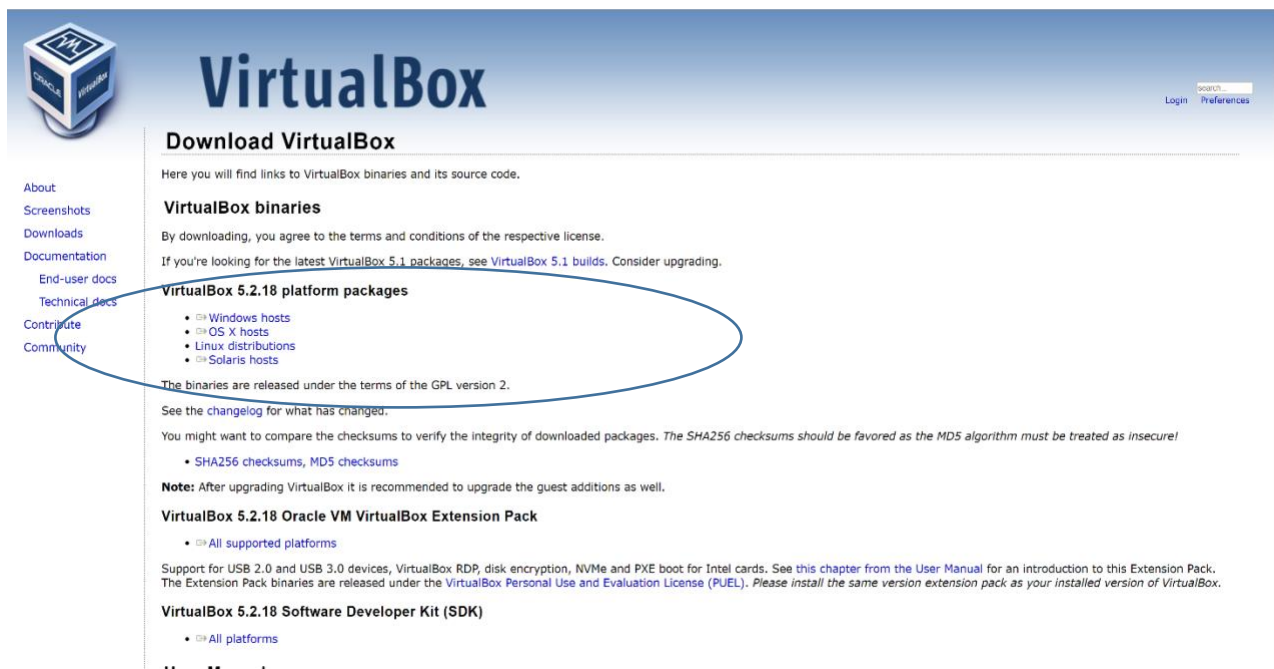 ORACLE
VirtualBox
VirtualBox
search...
Login Preferences
Download VirtualBox
Here you will find links to VirtualBox binaries and its source code.
About
Screenshots
Downloads
Documentation
End-user docs
Technical docs
Contribute
Community
VirtualBox binaries
By downloading, you agree to the terms and conditions of the respective license.
If you're looking for the latest VirtualBox 5.1 packages, see VirtualBox 5.1 builds. Consider upgrading.
VirtualBox 5.2.18 platform packages
• Windows hosts
• OS X hosts
• Linux distributions
• Solaris hosts
The binaries are released under the terms of the GPL version 2.
See the changelog for what has changed.
You might want to compare the checksums to verify the integrity of downloaded packages. The SHA256 checksums should be favored as the MD5 algorithm must be treated as insecure!
• SHA256 checksums, MD5 checksums
Note: After upgrading VirtualBox it is recommended to upgrade the guest additions as well.
VirtualBox 5.2.18 Oracle VM VirtualBox Extension Pack
• All supported platforms
Support for USB 2.0 and USB 3.0 devices, VirtualBox RDP, disk encryption, NVMe and PXE boot for Intel cards. See this chapter from the User Manual for an introduction to this Extension Pack.
The Extension Pack binaries are released under the VirtualBox Personal Use and Evaluation License (PUEL). Please install the same version extension pack as your installed version of VirtualBox.
VirtualBox 5.2.18 Software Developer Kit (SDK)
• All platforms